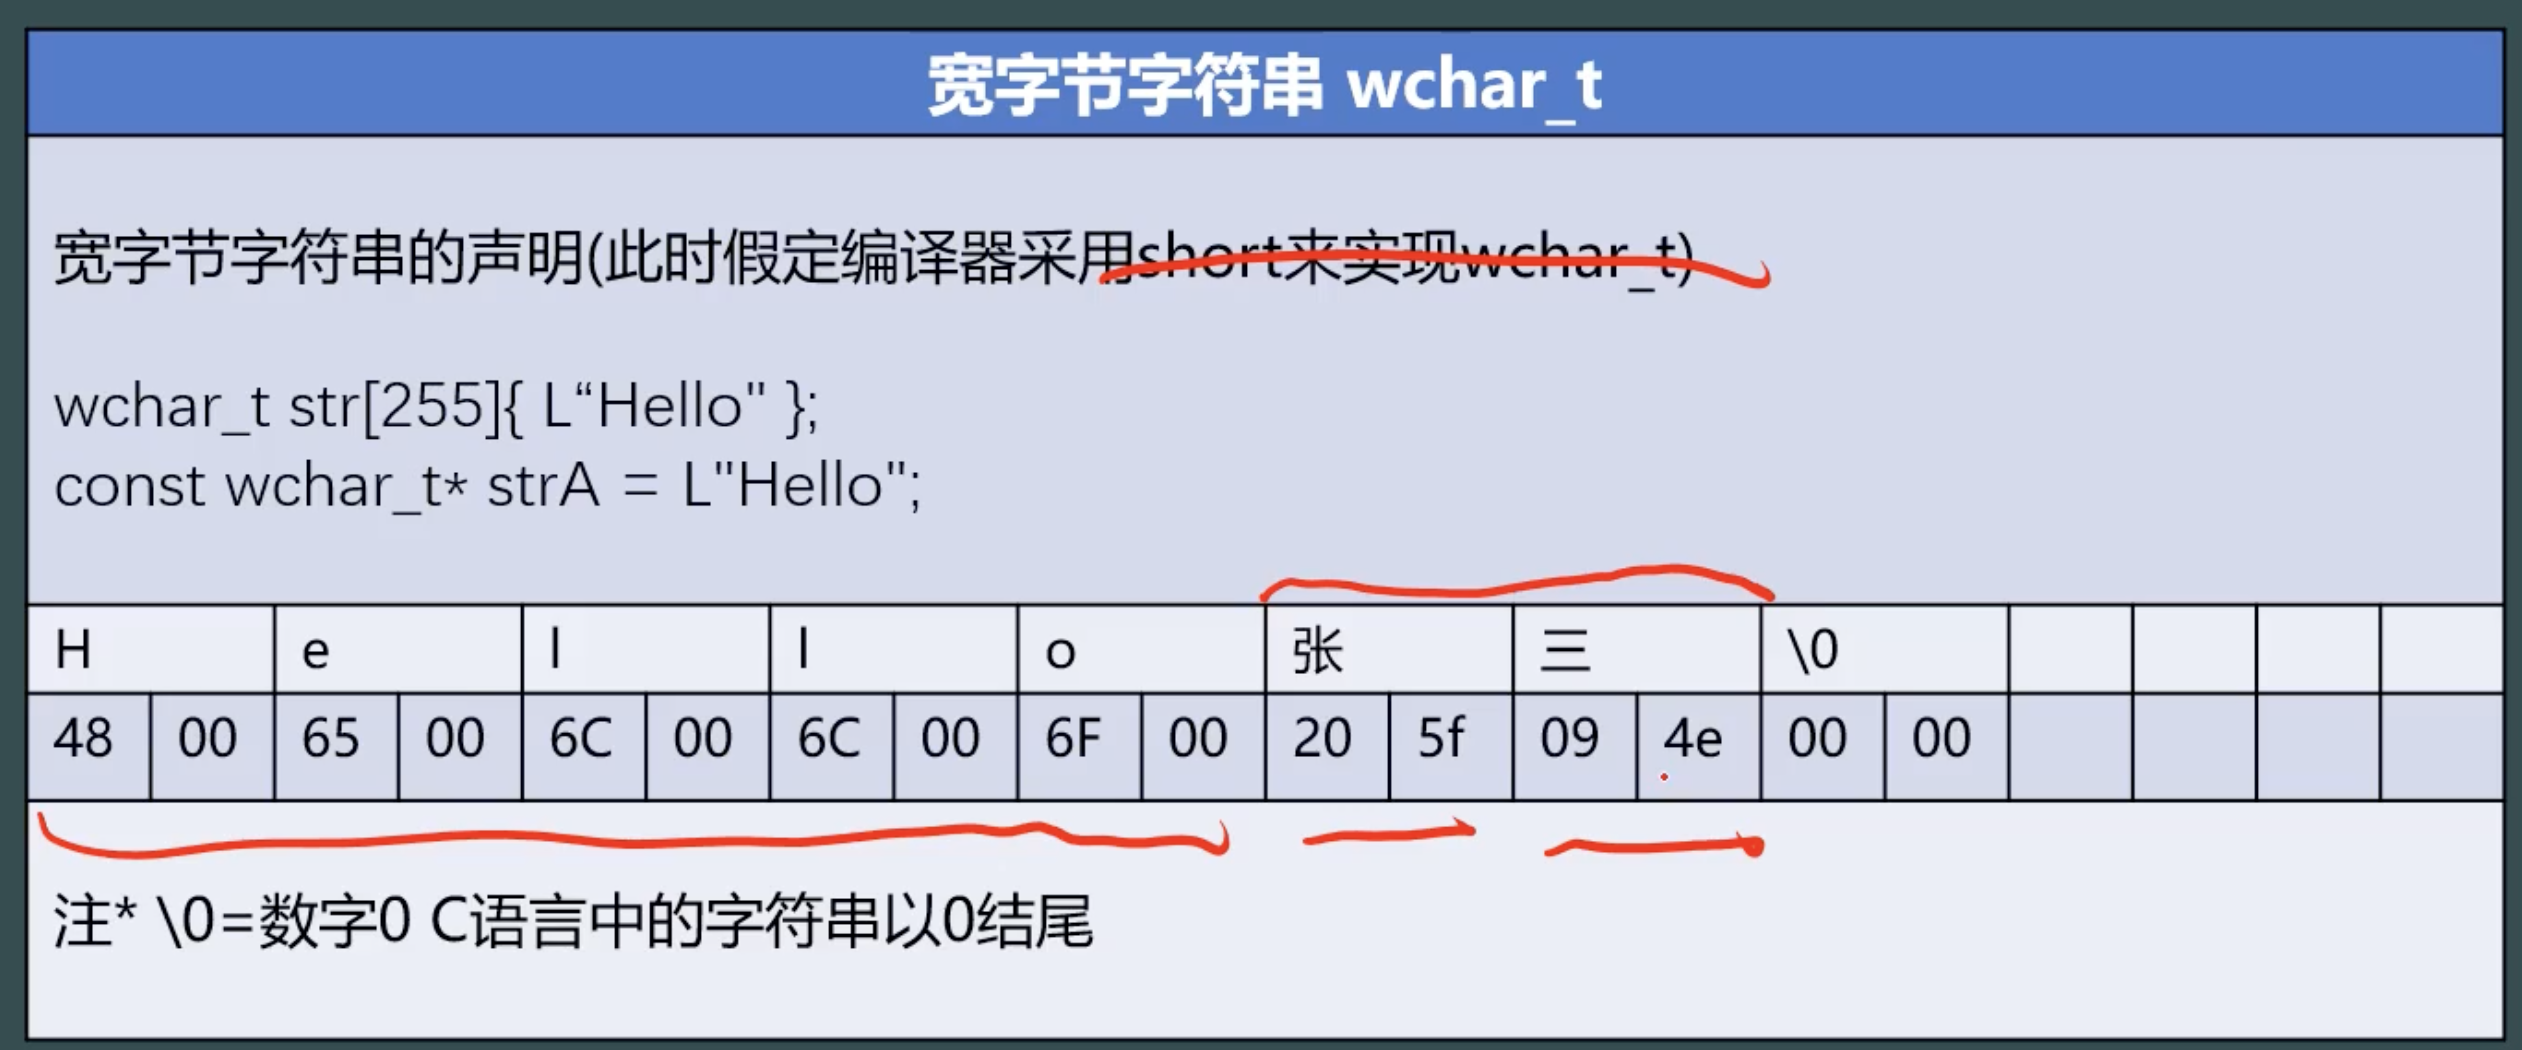 宽字节字符串 wchar_t
宽字节字符串的声明(此时假定编译器采用short来实现wchar_t)
wchar_t str[255]{ L“Hello" };
const wchar_t* strA = L"Hello";
H e l l o 张 三 \0
48 00 65 00 6C 00 6C 00 6F 00 20 5f 09 4e 00 00
注* \0=数字0 C语言中的字符串以0结尾